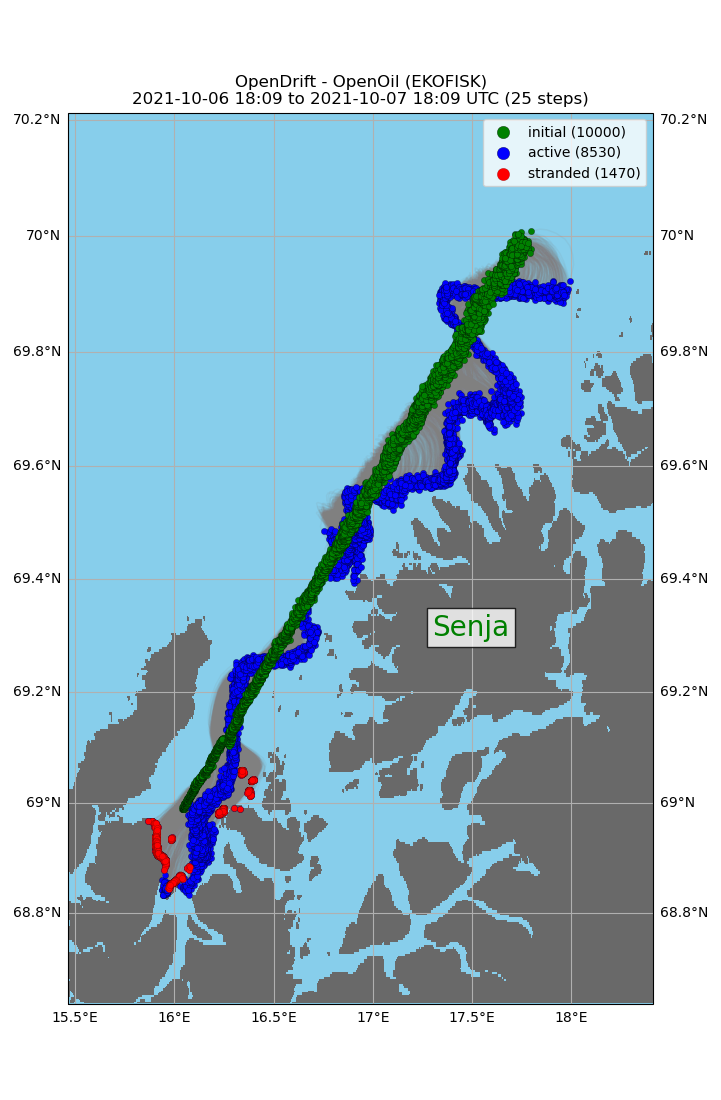 OpenDrift - OpenOil (EKOFISK)
2021-10-06 18:09 to 2021-10-07 18:09 UTC (25 steps)
initial (10000)
active (8530)
stranded (1470)
70.2°N 70.2°N
70°N 70°N
69.8°N 69.8°N
69.6°N 69.6°N
69.4°N 69.4°N
Senja
69.2°N 69.2°N
69°N 69°N
68.8°N 68.8°N
15.5°E 16°E 16.5°E 17°E 17.5°E 18°E